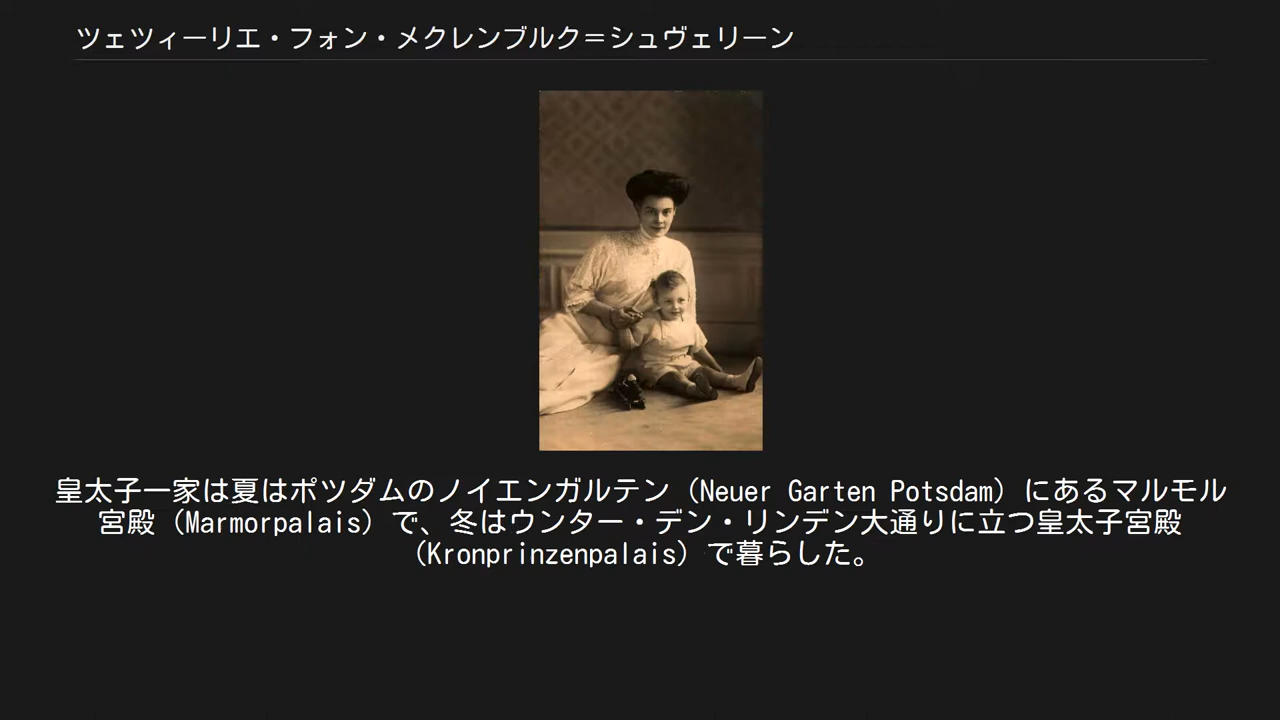 ツェツィーリエ・フォン・メクレンブルク＝シュヴェリーン
皇太子一家は夏はポツダムのノイエンガルテン（Neuer Garten Potsdam）にあるマルモル
宮殿（Marmorpalais）で、冬はウンター・デン・リンデン大通りに立つ皇太子宮殿
（Kronprinzenpalais）で暮らした。